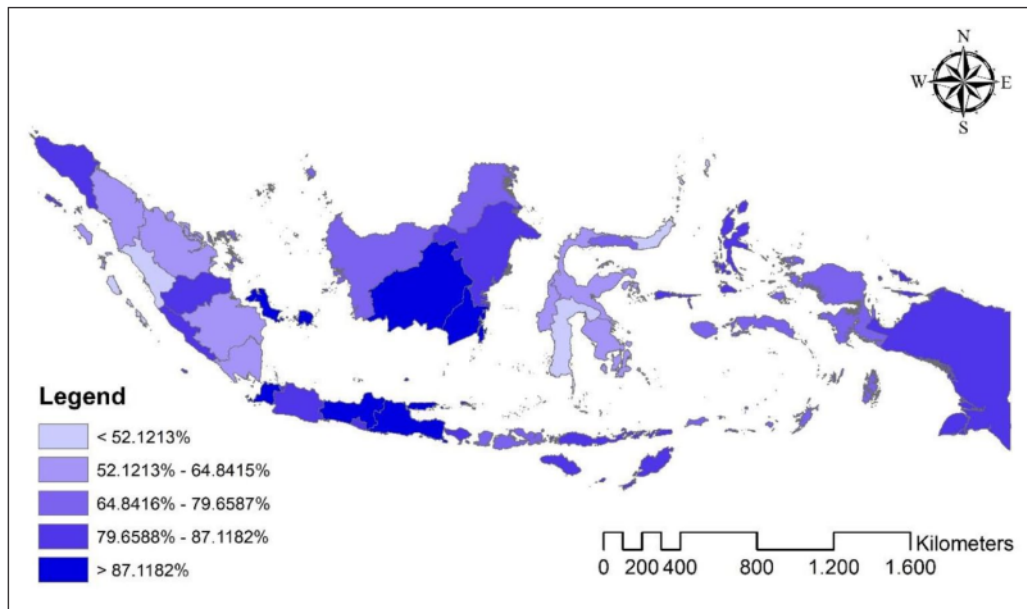 N
W E
S
Legend
< 52.1213%
52.1213% - 64.8415%
64.8416% - 79.6587%
79.6588% - 87.1182%
> 87.1182%
Kilometers
0 200 400 800 1.200 1.600